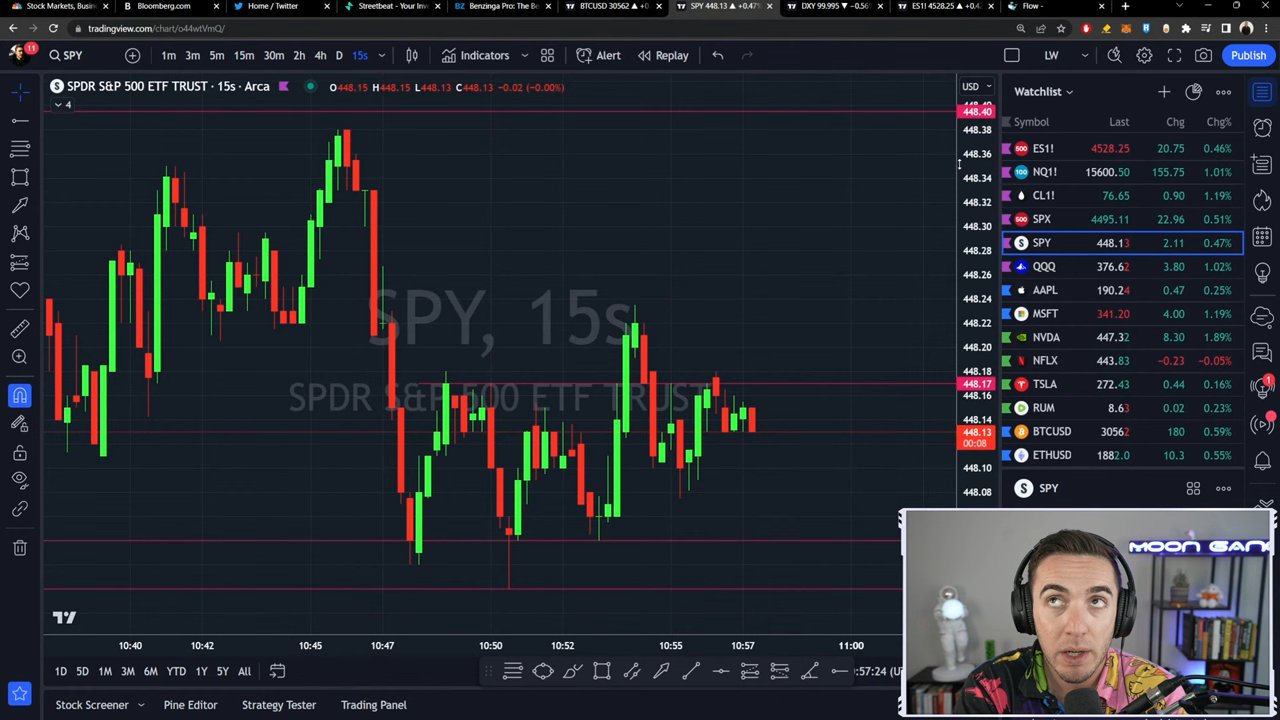 Stock Markets, Busin
Bloomberg.com
Home / Twitter
Streetbeat - Your Inv
Benzinga Pro: The Be
BTCUSD 30562 ▲ +0
SPY 448.13 ▲ +0.47%
DXY 99.995 ▼ −0.56
ES1! 4528.25 ▲ +0.4
Flow -
tradingview.com/chart/o44wtVmQ/
11
SPY
1m 3m 5m 15m 30m 1h D 15s
Indicators
Alert
Replay
LW
Publish
SPDR S&P 500 ETF TRUST · 15s · Arca
O448.15 H448.15 L448.13 C448.13 −0.02 (−0.00%)
4
USD
448.40
448.38
448.36
448.34
448.32
448.30
448.28
448.26
448.24
448.22
448.20
448.18
448.17
448.16
448.14
448.13
00:08
448.10
448.08
SPY, 15s
SPDR S&P 500 ETF TRUST
Watchlist
Symbol Last Chg Chg%
ES1! 4528.25 20.75 0.46%
NQ1! 15600.50 155.75 1.01%
CL1! 76.65 0.90 1.19%
SPX 4495.11 22.96 0.51%
SPY 448.13 2.11 0.47%
QQQ 376.62 3.80 1.02%
AAPL 190.24 0.47 0.25%
MSFT 341.20 4.00 1.19%
NVDA 447.32 8.30 1.89%
NFLX 443.83 −0.23 −0.05%
TSLA 272.43 0.44 0.16%
RUM 8.63 0.02 0.23%
BTCUSD 30562 180 0.59%
ETHUSD 1882.0 10.3 0.55%
SPY
MOON GANG
10:40 10:42 10:45 10:47 10:50 10:52 10:55 10:57 11:00
1D 5D 1M 3M 6M YTD 1Y 5Y All
:57:24 (U
Stock Screener
Pine Editor
Strategy Tester
Trading Panel